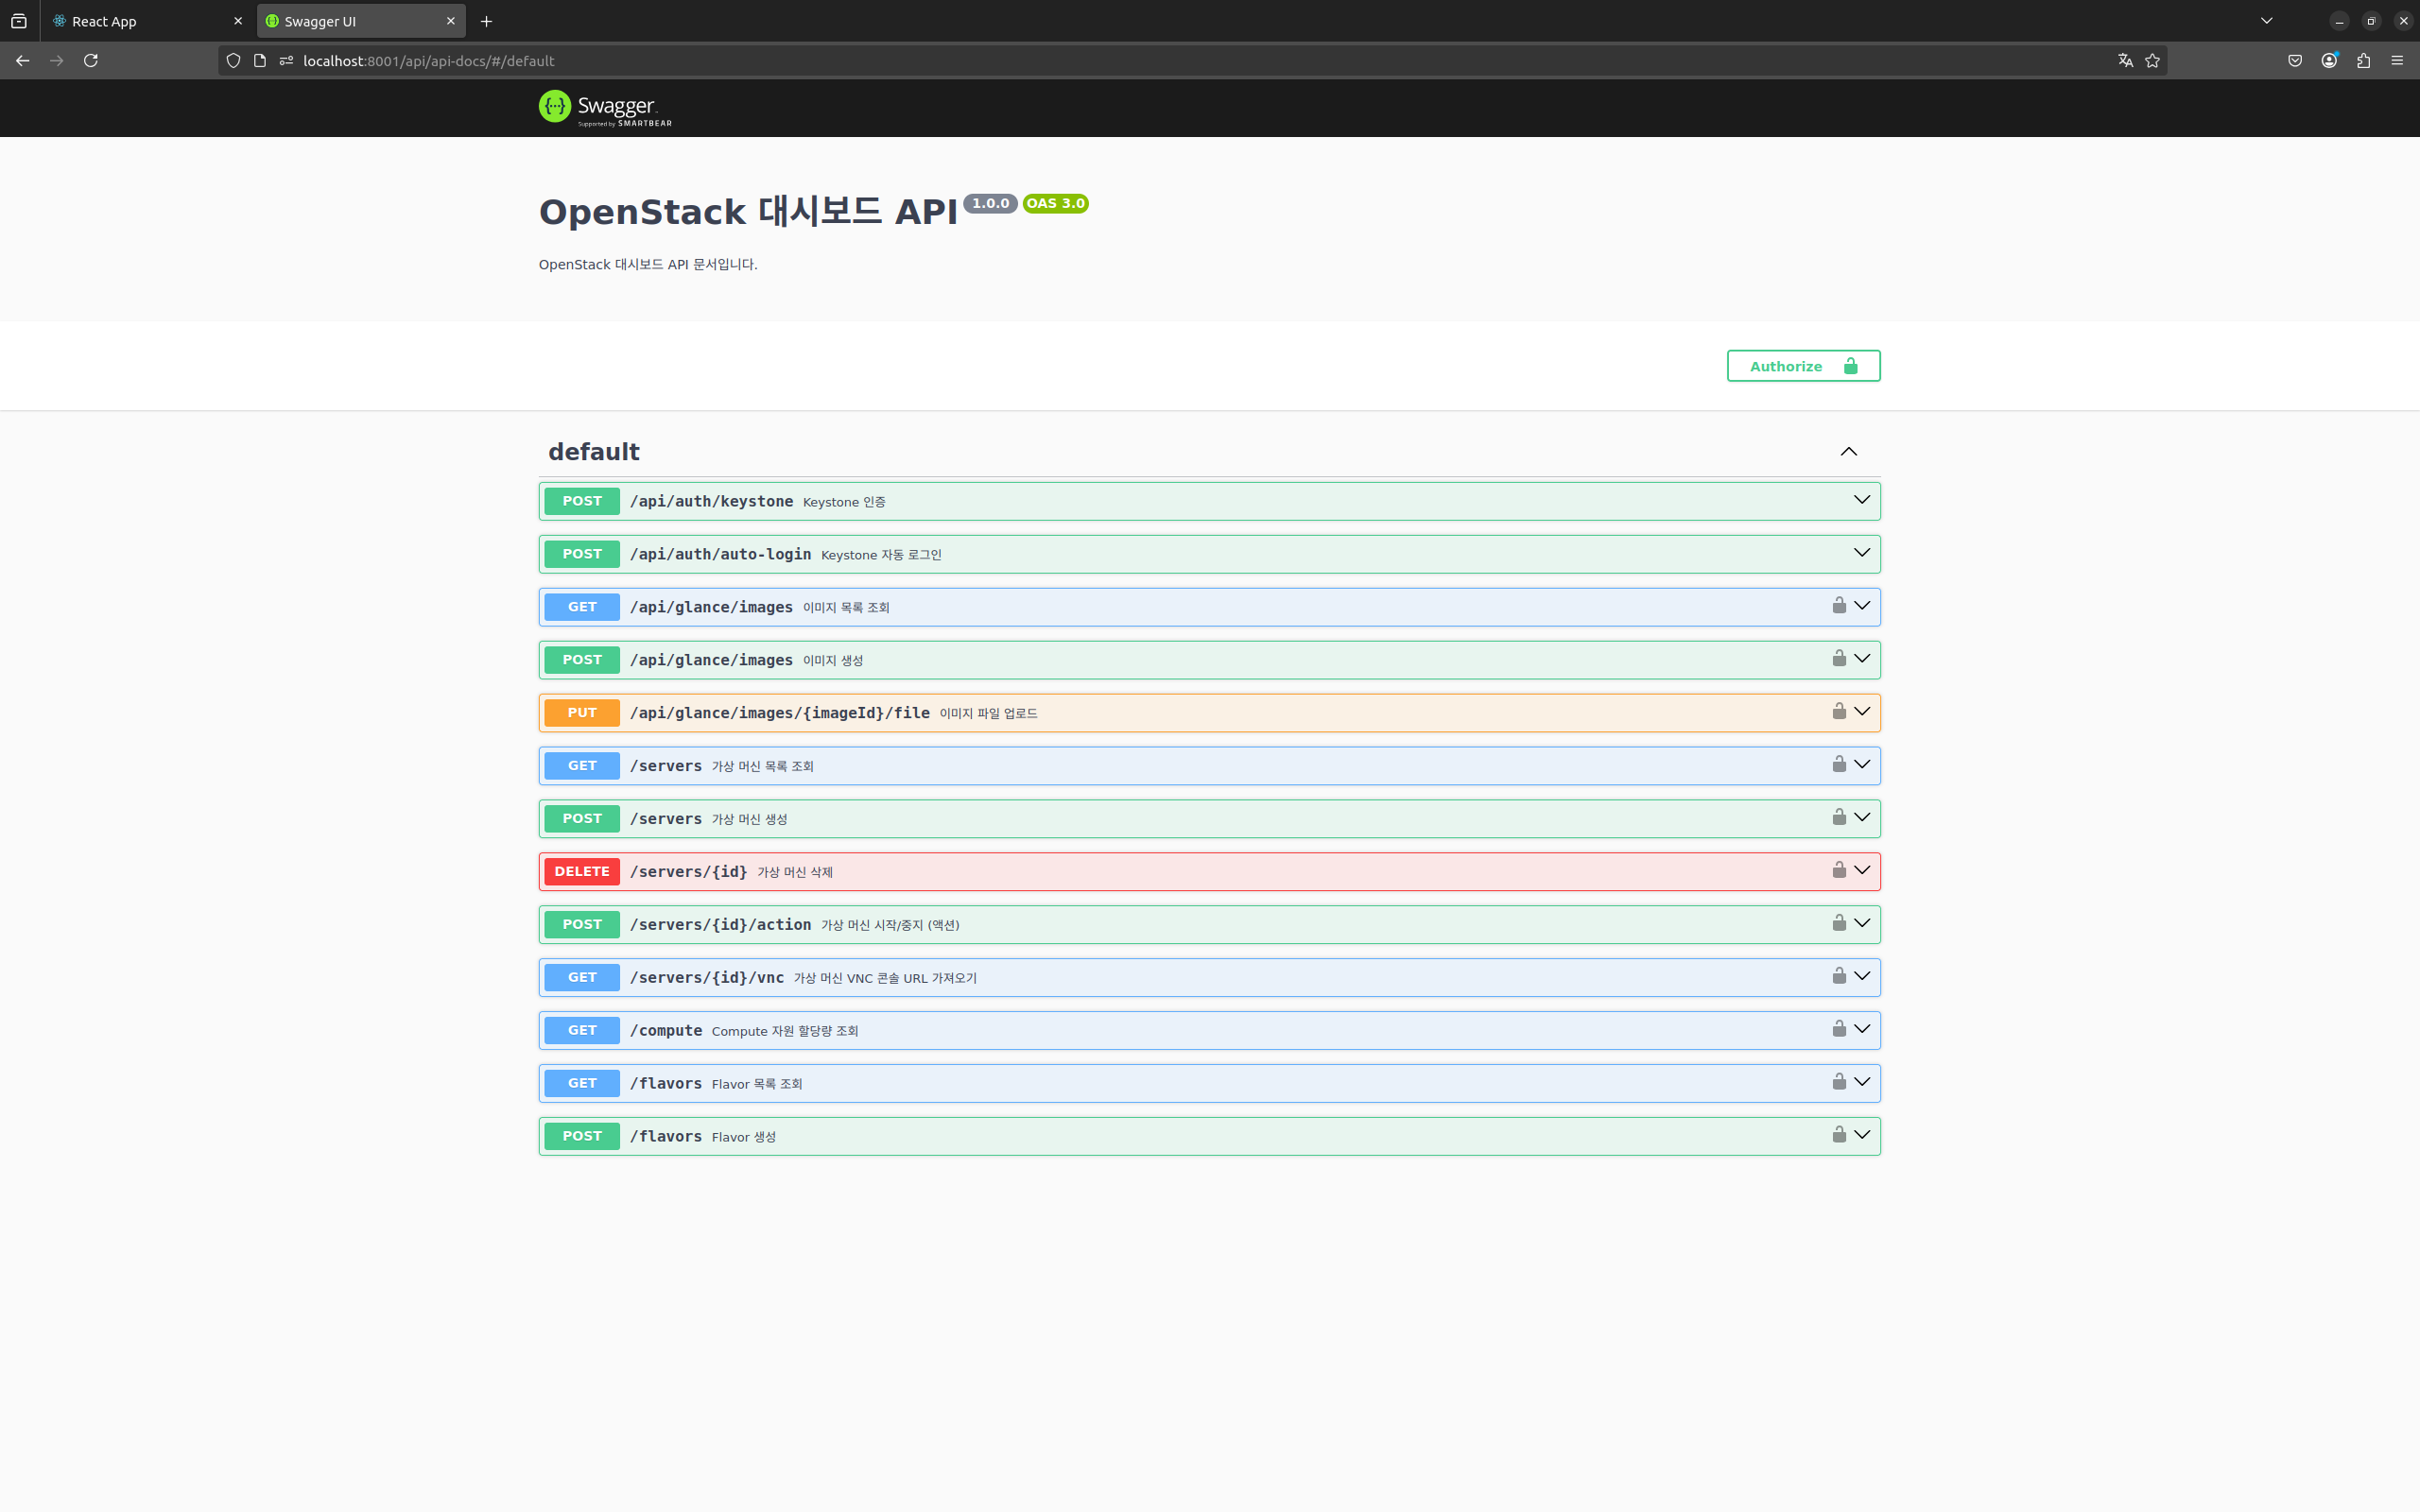 React App
Swagger UI
localhost:8001/api/api-docs/#/default
Swagger
Supported by SMARTBEAR
OpenStack 대시보드 API 1.0.0 OAS 3.0
OpenStack 대시보드 API 문서입니다.
Authorize
default
POST /api/auth/keystone Keystone 인증
POST /api/auth/auto-login Keystone 자동 로그인
GET /api/glance/images 이미지 목록 조회
POST /api/glance/images 이미지 생성
PUT /api/glance/images/{imageId}/file 이미지 파일 업로드
GET /servers 가상 머신 목록 조회
POST /servers 가상 머신 생성
DELETE /servers/{id} 가상 머신 삭제
POST /servers/{id}/action 가상 머신 시작/중지 (액션)
GET /servers/{id}/vnc 가상 머신 VNC 콘솔 URL 가져오기
GET /compute Compute 자원 할당량 조회
GET /flavors Flavor 목록 조회
POST /flavors Flavor 생성